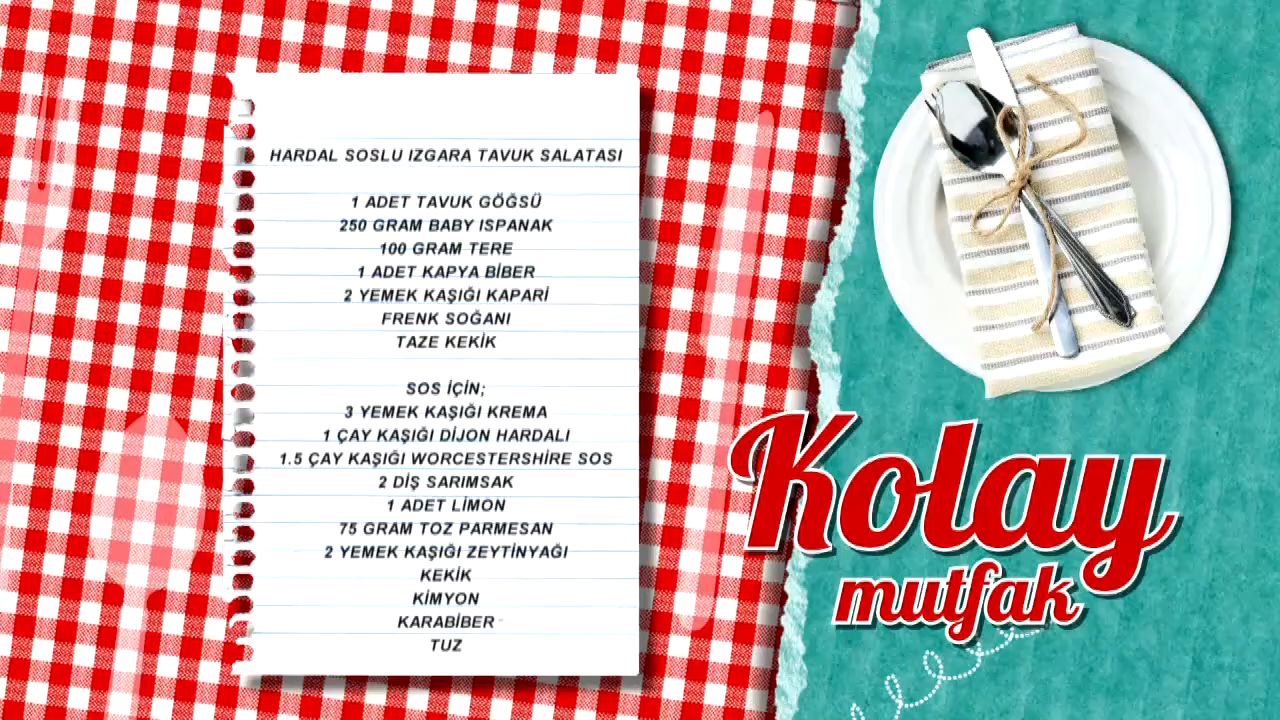 HARDAL SOSLU IZGARA TAVUK SALATASI
1 ADET TAVUK GÖĞSÜ
250 GRAM BABY ISPANAK
100 GRAM TERE
1 ADET KAPYA BİBER
2 YEMEK KAŞIĞI KAPARİ
FRENK SOĞANI
TAZE KEKİK
SOS İÇİN;
3 YEMEK KAŞIĞI KREMA
1 ÇAY KAŞIĞI DİJON HARDALI
1.5 ÇAY KAŞIĞI WORCESTERSHİRE SOS
2 DİŞ SARIMSAK
1 ADET LİMON
75 GRAM TOZ PARMESAN
2 YEMEK KAŞIĞI ZEYTİNYAĞI
KEKİK
KİMYON
KARABİBER
TUZ
Kolay
mutfak